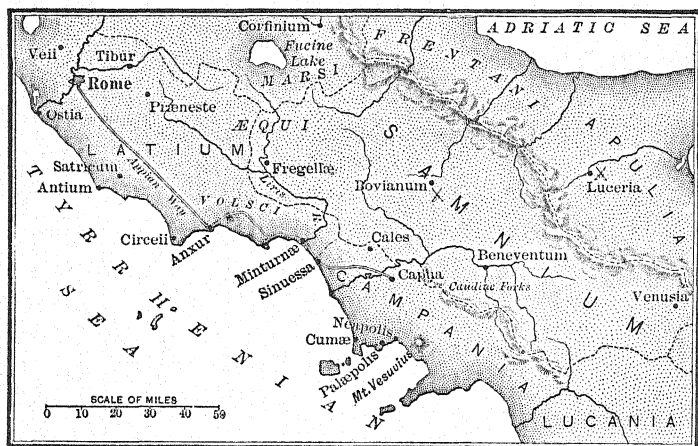 Corfinium
ADRIATIC SEA
Veii
Tibur
Fucine
Lake
FRENTANI
MARSI
Rome
Præneste
Ostia
ÆQUI
APULIA
LATIUM
SAMNIUM
Satricum
Appian Way
Fregellæ
Liris R.
Bovianum
Luceria
Antium
VOLSCI
TYRRHENIAN
SEA
Circeii
Anxur
Minturnæ
Sinuessa
Cales
Beneventum
Capua
Caudine Forks
CAMPANIA
Venusia
Neapolis
Cumæ
Palæpolis
Mt. Vesuvius
SCALE OF MILES
0 10 20 30 40 59
LUCANIA